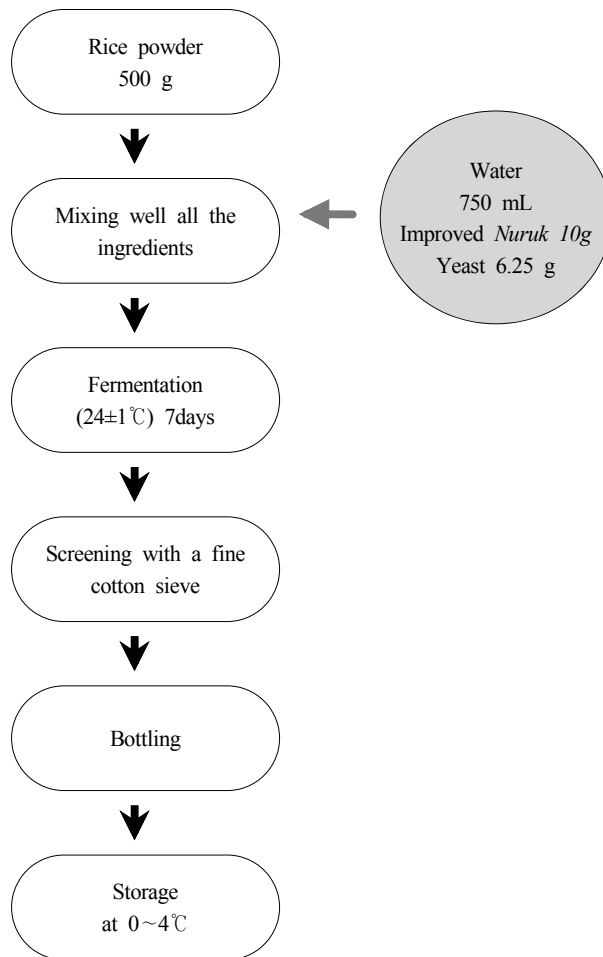 Rice powder
500 g
Mixing well all the
ingredients
Water
750 mL
Improved Nuruk 10g
Yeast 6.25 g
Fermentation
(24±1℃) 7days
Screening with a fine
cotton sieve
Bottling
Storage
at 0～4℃